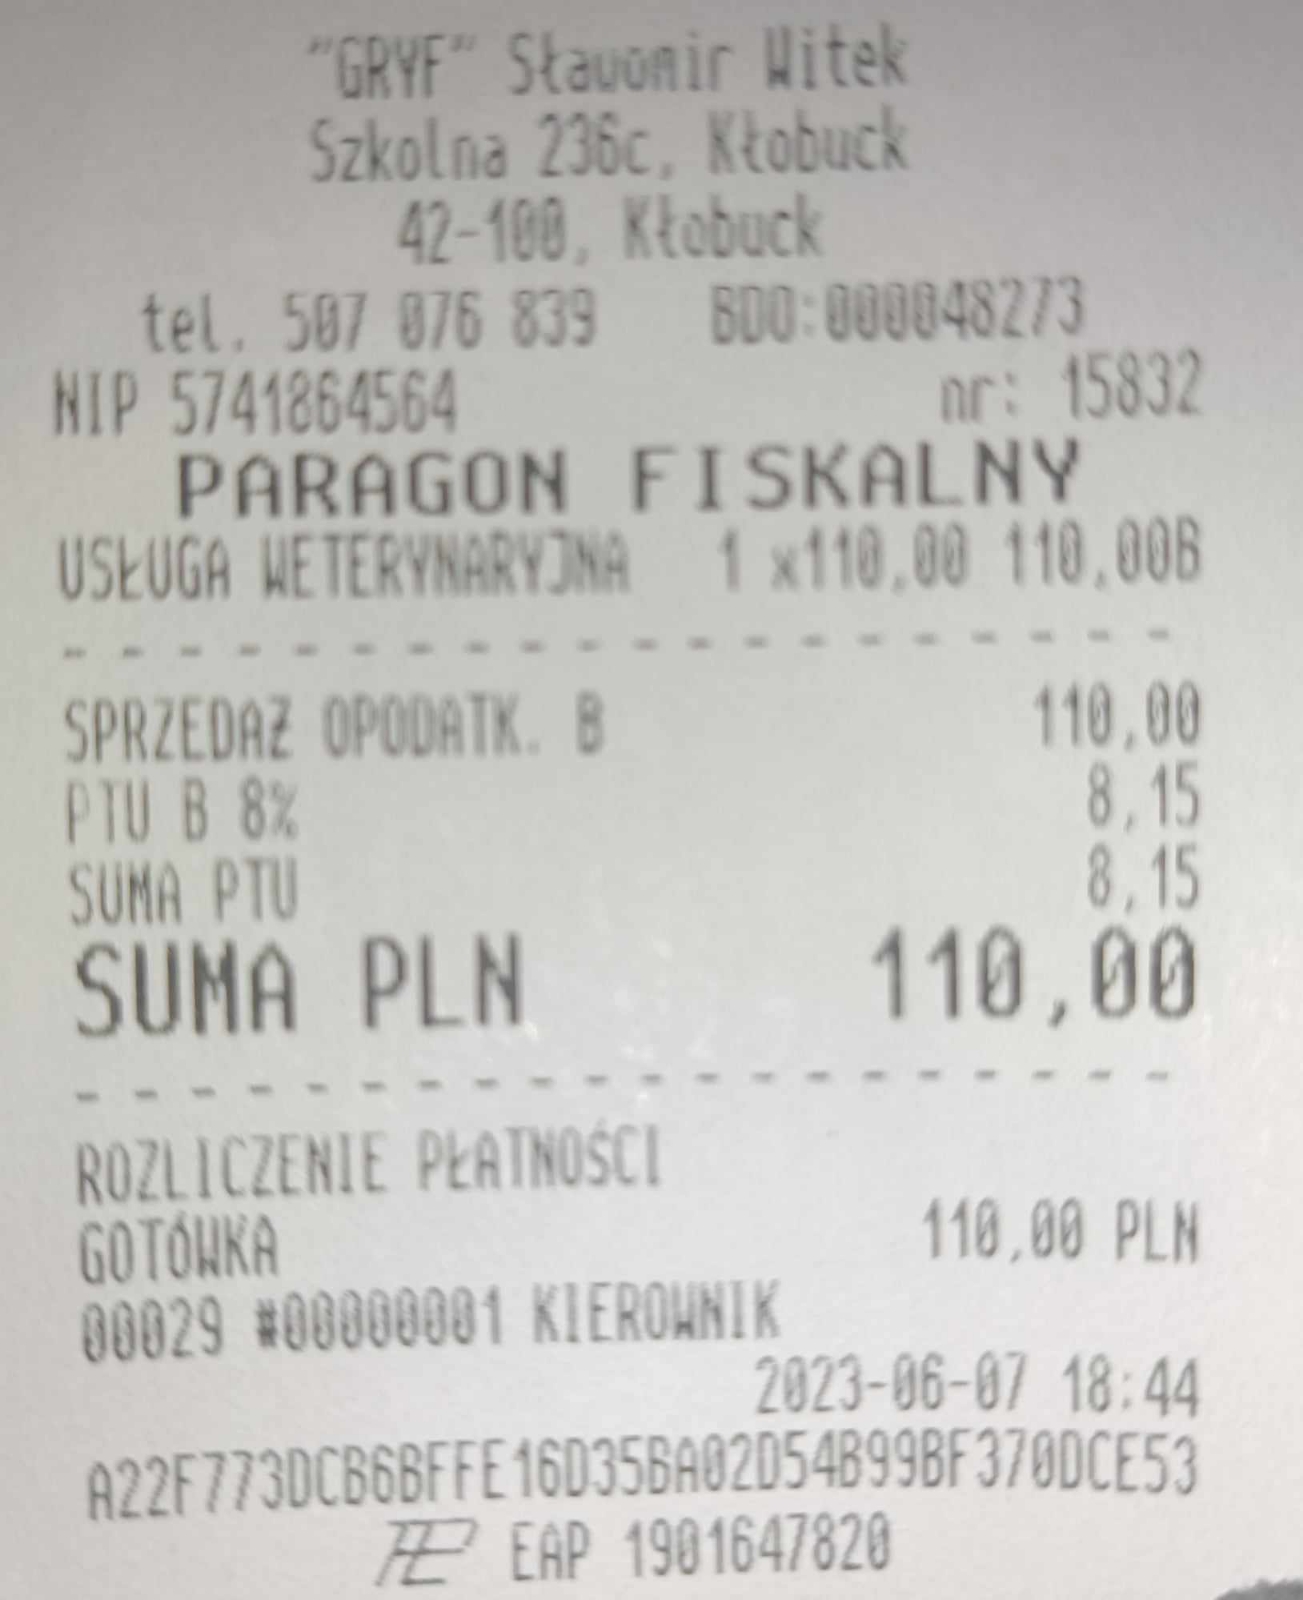 "GRYF" Sławomir Witek
Szkolna 236c, Kłobuck
42-100, Kłobuck
tel. 507 076 839 BDO:000048273
NIP 5741864564 nr: 15832
PARAGON FISKALNY
USŁUGA WETERYNARYJNA 1 x110,00 110,00B
SPRZEDAŻ OPODATK. B 110,00
PTU B 8% 8,15
SUMA PTU 8,15
SUMA PLN 110,00
ROZLICZENIE PŁATNOŚCI
GOTÓWKA 110,00 PLN
00029 #00000001 KIEROWNIK
2023-06-07 18:44
A22F773DCB6BFFE16D35BA02D54B99BF370DCE53
EAP 1901647820